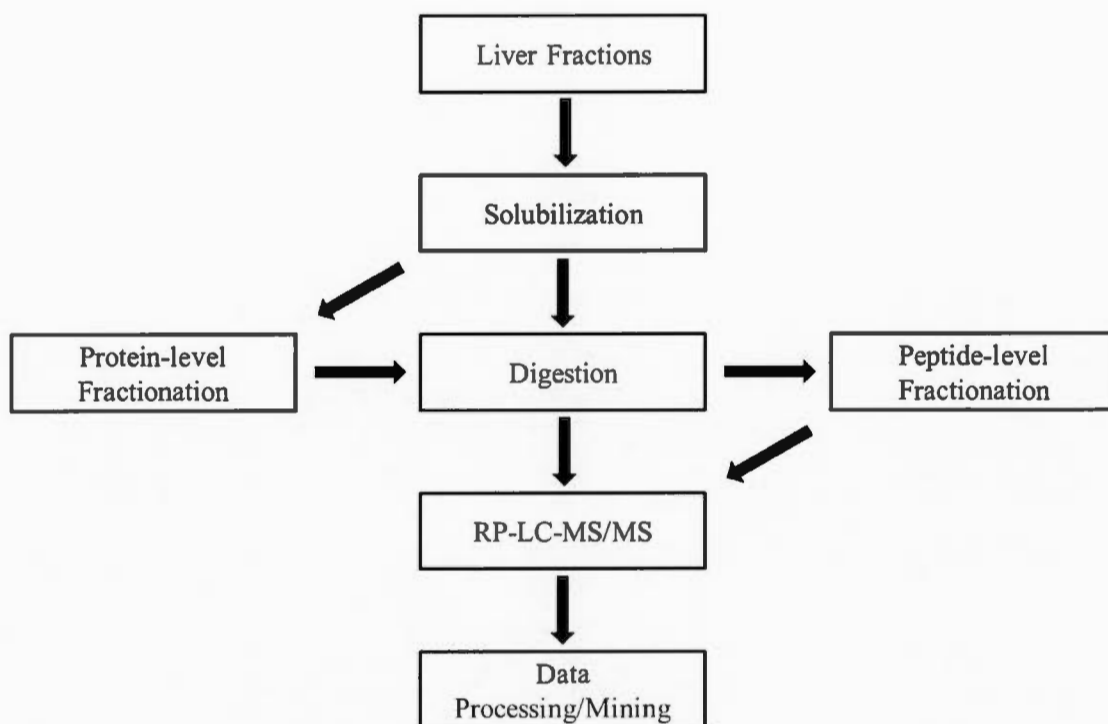 Liver Fractions
Solubilization
Protein-level
Fractionation
Digestion
Peptide-level
Fractionation
RP-LC-MS/MS
Data
Processing/Mining